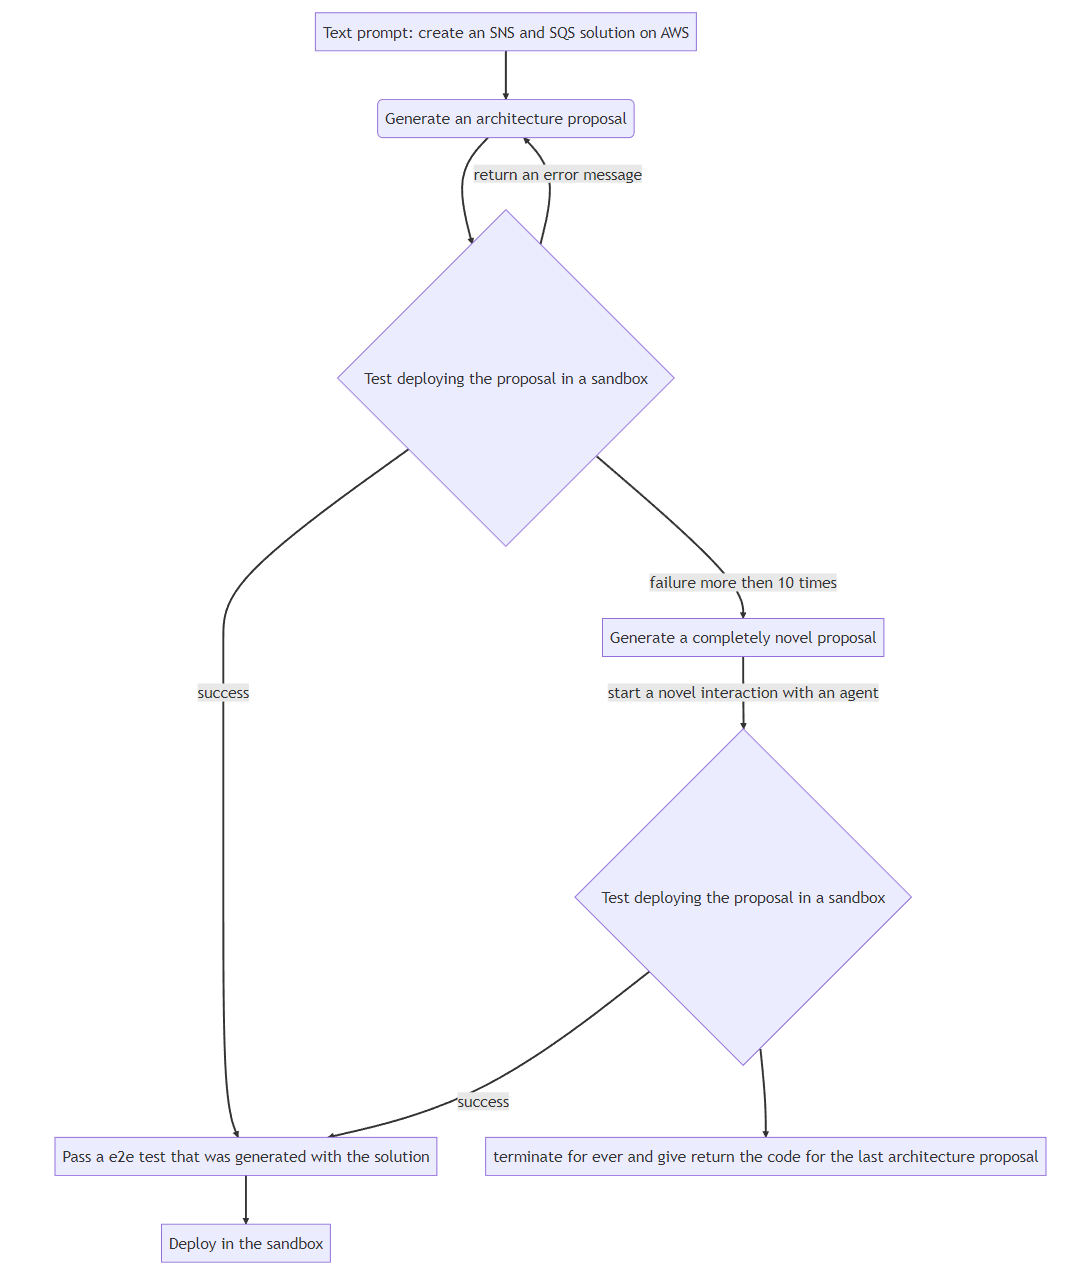 Text prompt: create an SNS and SQS solution on AWS
Generate an architecture proposal
return an error message
Test deploying the proposal in a sandbox
failure more then 10 times
Generate a completely novel proposal
success
start a novel interaction with an agent
Test deploying the proposal in a sandbox
success
Pass a e2e test that was generated with the solution
terminate for ever and give return the code for the last architecture proposal
Deploy in the sandbox